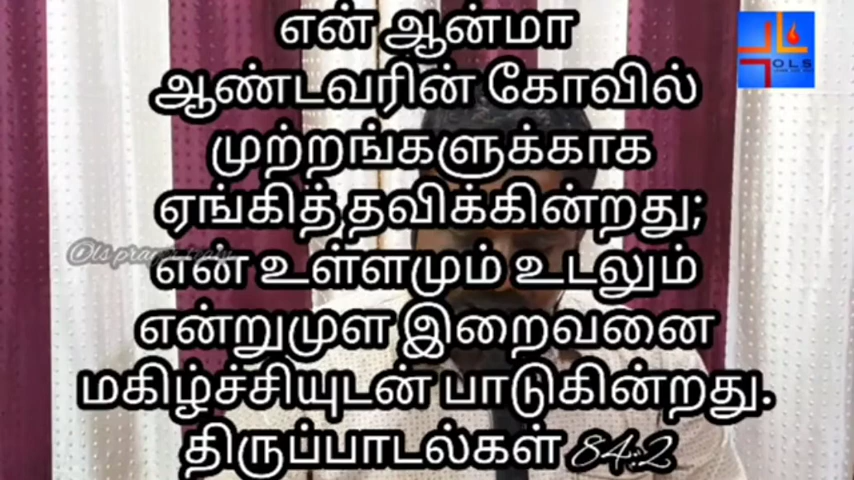 என் ஆன்மா
ஆண்டவரின் கோவில்
முற்றங்களுக்காக
ஏங்கித் தவிக்கின்றது;
என் உள்ளமும் உடலும்
என்றுமுள இறைவனை
மகிழ்ச்சியுடன் பாடுகின்றது.
திருப்பாடல்கள் 84:2
OLS